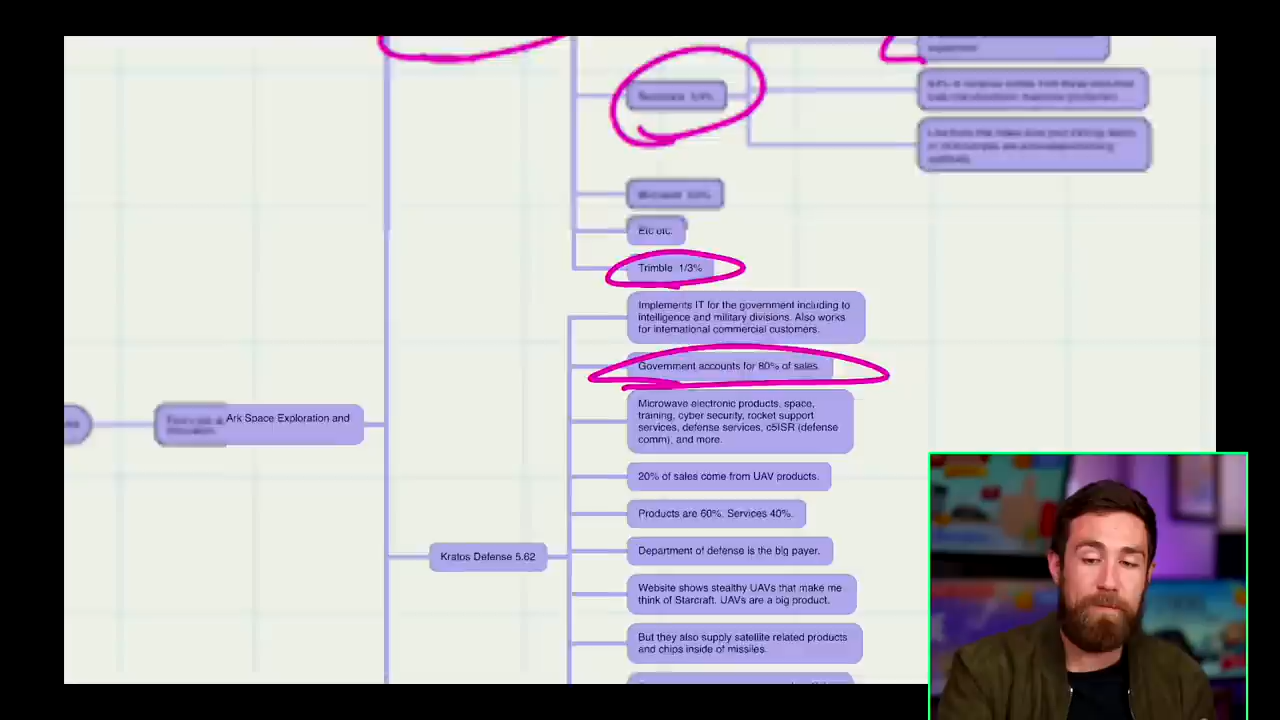 Etc etc.
Trimble 1/3%
Implements IT for the government including to
intelligence and military divisions. Also works
for international commercial customers.
Government accounts for 80% of sales.
Microwave electronic products, space,
training, cyber security, rocket support
services, defense services, c5ISR (defense
comm), and more.
Ark Space Exploration and
20% of sales come from UAV products.
Products are 60%. Services 40%.
Kratos Defense 5.62
Department of defense is the big payer.
Website shows stealthy UAVs that make me
think of Starcraft. UAVs are a big product.
But they also supply satellite related products
and chips inside of missiles.